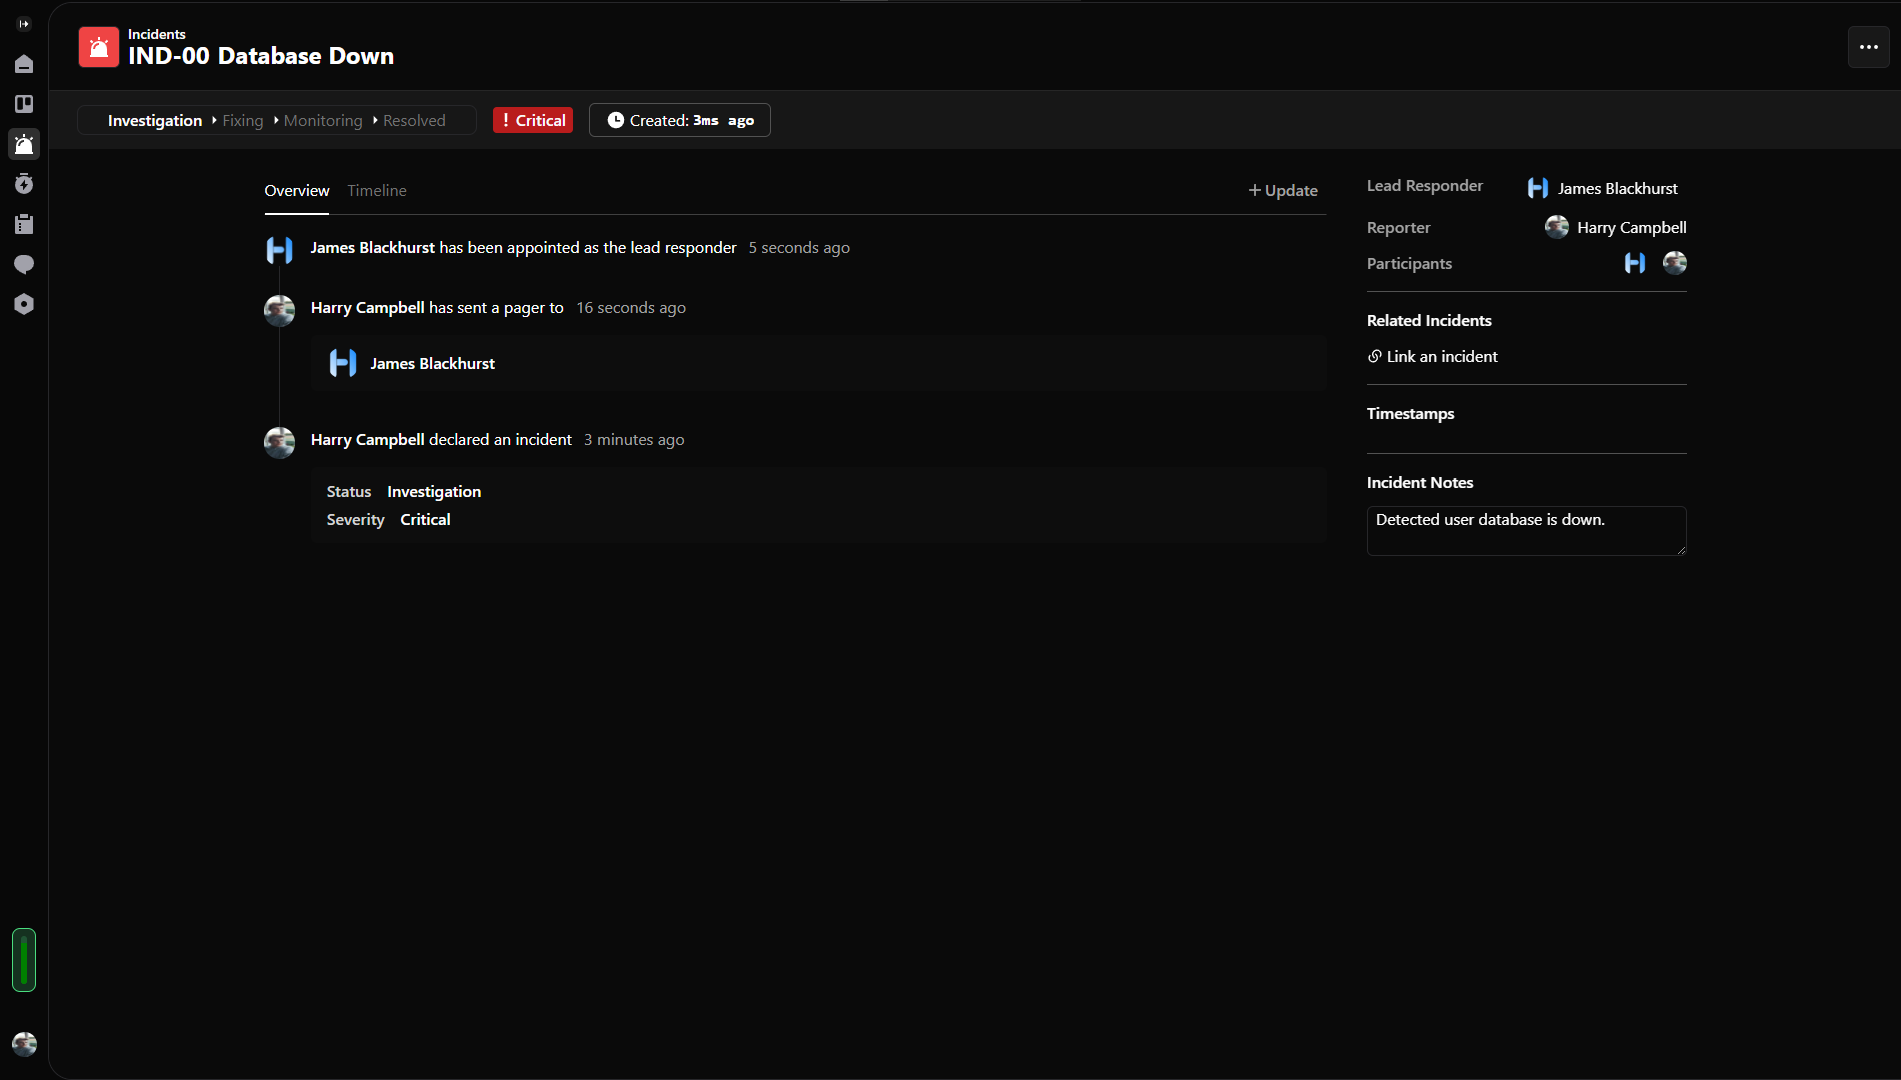 Incidents
IND-00 Database Down
Investigation Fixing Monitoring Resolved
! Critical
Created: 3ms ago
Overview Timeline
+ Update
James Blackhurst has been appointed as the lead responder 5 seconds ago
Harry Campbell has sent a pager to 16 seconds ago
James Blackhurst
Harry Campbell declared an incident 3 minutes ago
Status Investigation
Severity Critical
Lead Responder James Blackhurst
Reporter Harry Campbell
Participants
Related Incidents
Link an incident
Timestamps
Incident Notes
Detected user database is down.